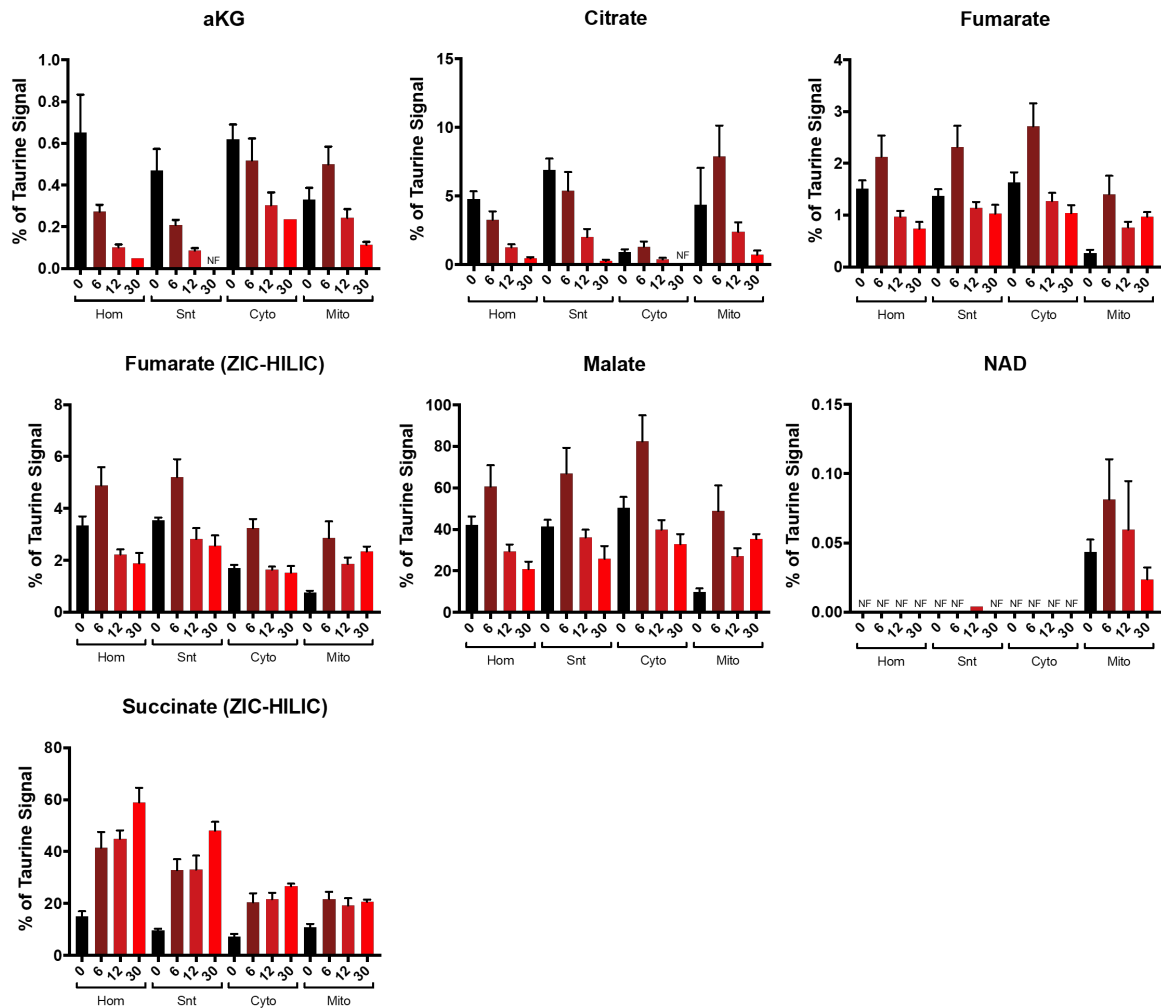 aKG
% of Taurine Signal
1.0
0.8
0.6
0.4
0.2
0.0
NF
0 6 12 30 0 6 12 30 0 6 12 30 0 6 12 30
Hom Snt Cyto Mito
Citrate
% of Taurine Signal
15
10
5
0
NF
0 6 12 30 0 6 12 30 0 6 12 30 0 6 12 30
Hom Snt Cyto Mito
Fumarate
% of Taurine Signal
4
3
2
1
0
0 6 12 30 0 6 12 30 0 6 12 30 0 6 12 30
Hom Snt Cyto Mito
Fumarate (ZIC-HILIC)
% of Taurine Signal
8
6
4
2
0
0 6 12 30 0 6 12 30 0 6 12 30 0 6 12 30
Hom Snt Cyto Mito
Malate
% of Taurine Signal
100
80
60
40
20
0
0 6 12 30 0 6 12 30 0 6 12 30 0 6 12 30
Hom Snt Cyto Mito
NAD
% of Taurine Signal
0.15
0.10
0.05
0.00
NF NF NF NF NF NF NF NF NF NF NF
0 6 12 30 0 6 12 30 0 6 12 30 0 6 12 30
Hom Snt Cyto Mito
Succinate (ZIC-HILIC)
% of Taurine Signal
80
60
40
20
0
0 6 12 30 0 6 12 30 0 6 12 30 0 6 12 30
Hom Snt Cyto Mito